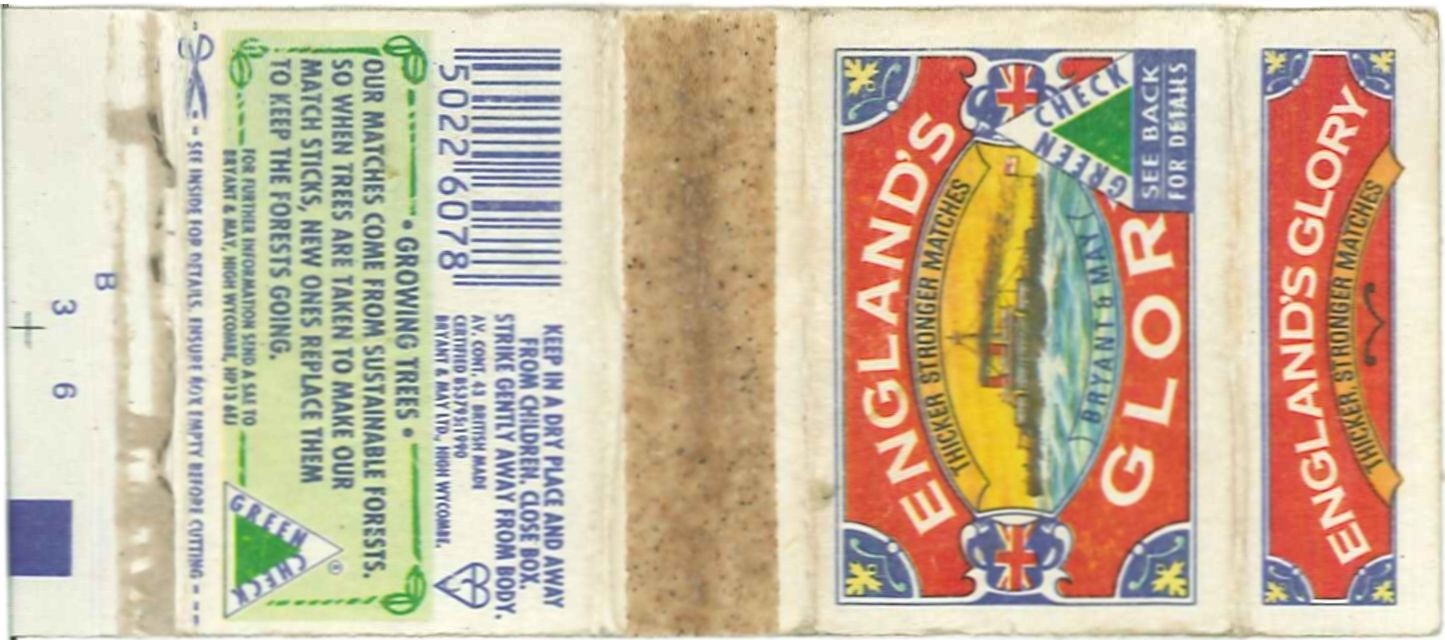 ENGLAND'S GLORY
THICKER, STRONGER MATCHES
ENGLAND'S
THICKER STRONGER MATCHES
BRYANT & MAY
GLOR
GREEN CHECK
SEE BACK
FOR DETAILS
KEEP IN A DRY PLACE AND AWAY
FROM CHILDREN. CLOSE BOX.
STRIKE GENTLY AWAY FROM BODY.
AV. CONT. 43 BRITISH MADE
CERTIFIED BS3795:1990
BRYANT & MAY LTD., HIGH WYCOMBE.
5022 6078
• GROWING TREES •
OUR MATCHES COME FROM SUSTAINABLE FORESTS.
SO WHEN TREES ARE TAKEN TO MAKE OUR
MATCH STICKS, NEW ONES REPLACE THEM
TO KEEP THE FORESTS GOING.
FOR FURTHER INFORMATION SEND A SAE TO
BRYANT & MAY, HIGH WYCOMBE, HP13 6EJ
GREEN CHECK ®
SEE INSIDE FOR DETAILS. ENSURE BOX EMPTY BEFORE CUTTING
B
3 6